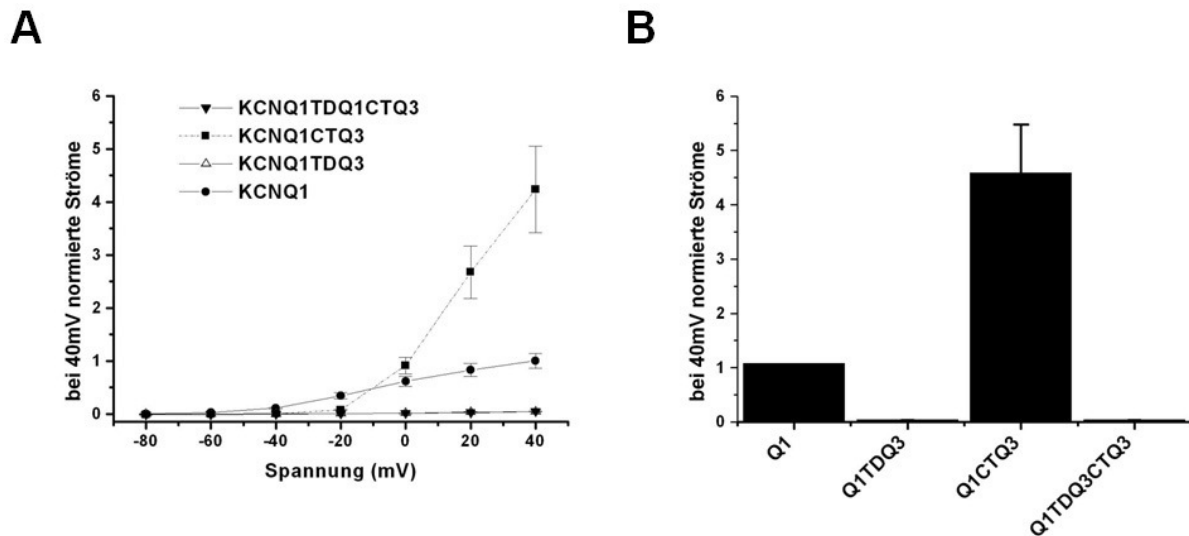 A
bei 40mV normierte Ströme
6
5
4
3
2
1
0
KCNQ1TDQ1CTQ3
KCNQ1CTQ3
KCNQ1TDQ3
KCNQ1
-80 -60 -40 -20 0 20 40
Spannung (mV)
B
bei 40mV normierte Ströme
6
5
4
3
2
1
0
Q1
Q1TDQ3
Q1CTQ3
Q1TDQ3CTQ3